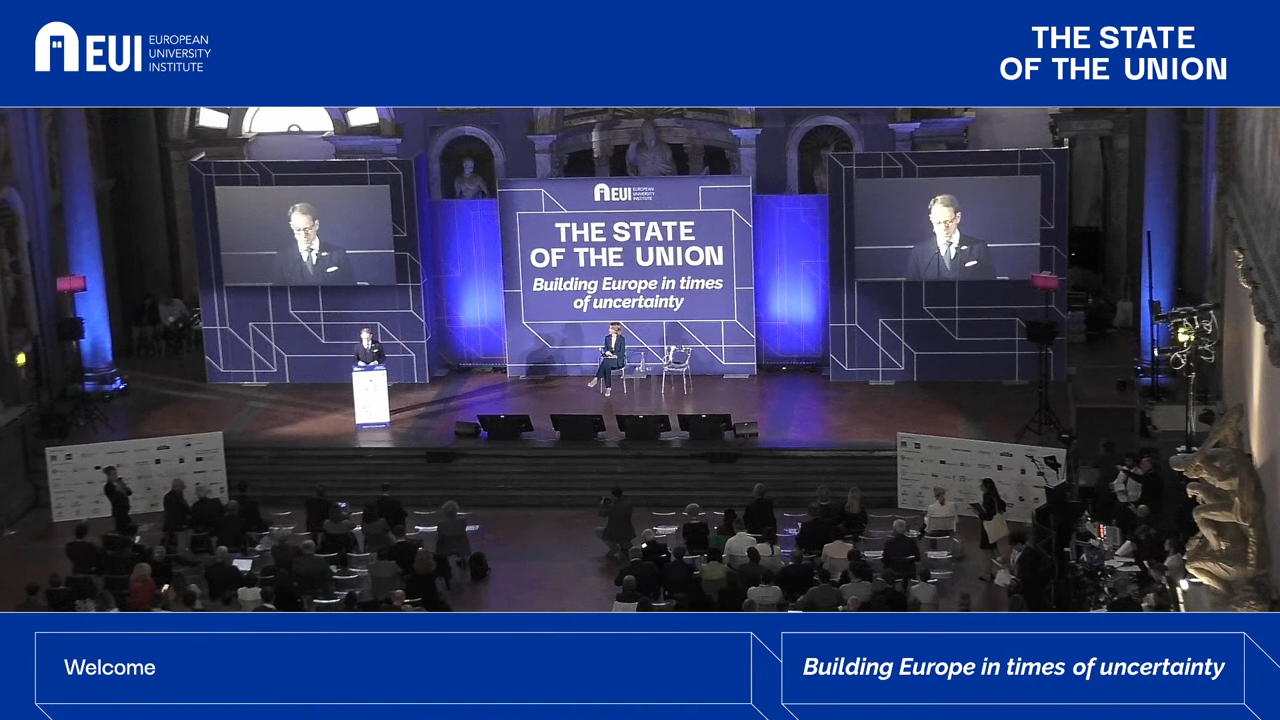 EUI
EUROPEAN
UNIVERSITY
INSTITUTE
THE STATE
OF THE UNION
EUI
EUROPEAN
UNIVERSITY
INSTITUTE
THE STATE
OF THE UNION
Building Europe in times
of uncertainty
Welcome
Building Europe in times of uncertainty